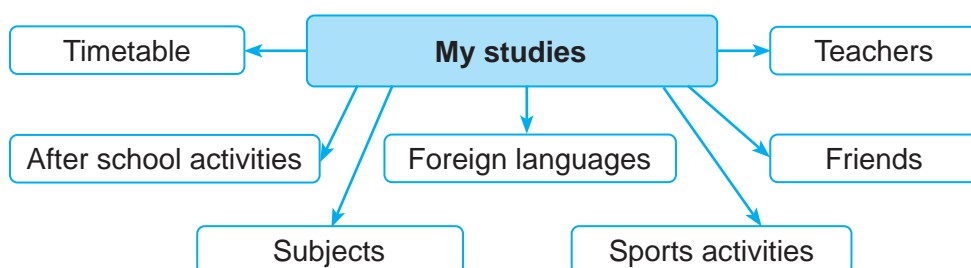 Timetable
My studies
Teachers
After school activities
Foreign languages
Friends
Subjects
Sports activities